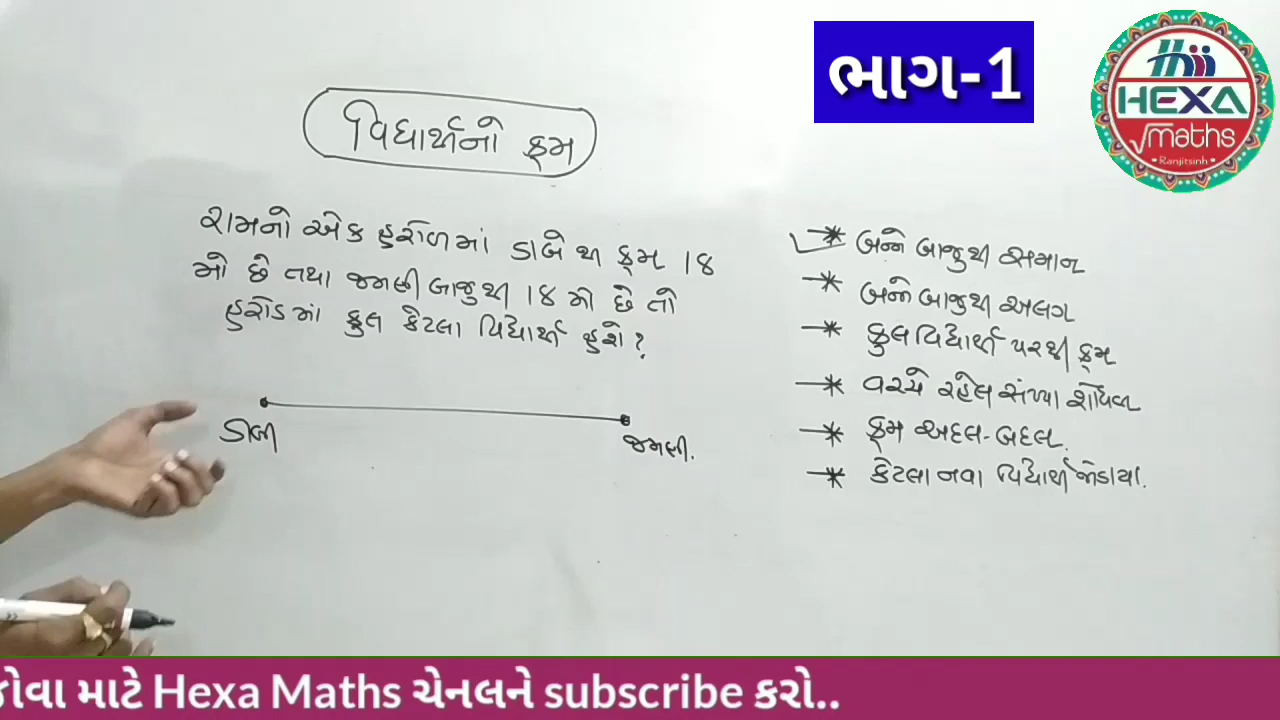 ભાગ-1
HEXA
maths
Ranjitsinh
વિદ્યાર્થીનો ક્રમ
રામનો એક હરોળમાં ડાબેથી ક્રમ 18
મો છે તથા જમણી બાજુથી 18 મો છે તો
હરોડમાં કુલ કેટલા વિદ્યાર્થી હશે?
ડાબી
જમણી.
બન્ને બાજુથી સમાન
બન્ને બાજુથી અલગ
કુલ વિદ્યાર્થી પરથી ક્રમ
વચ્ચે રહેલ સંખ્યા શોધવી
ક્રમ અદલ-બદલ.
કેટલા નવા વિદ્યાર્થી જોડાયા.
માટે Hexa Maths ચેનલને subscribe કરો..